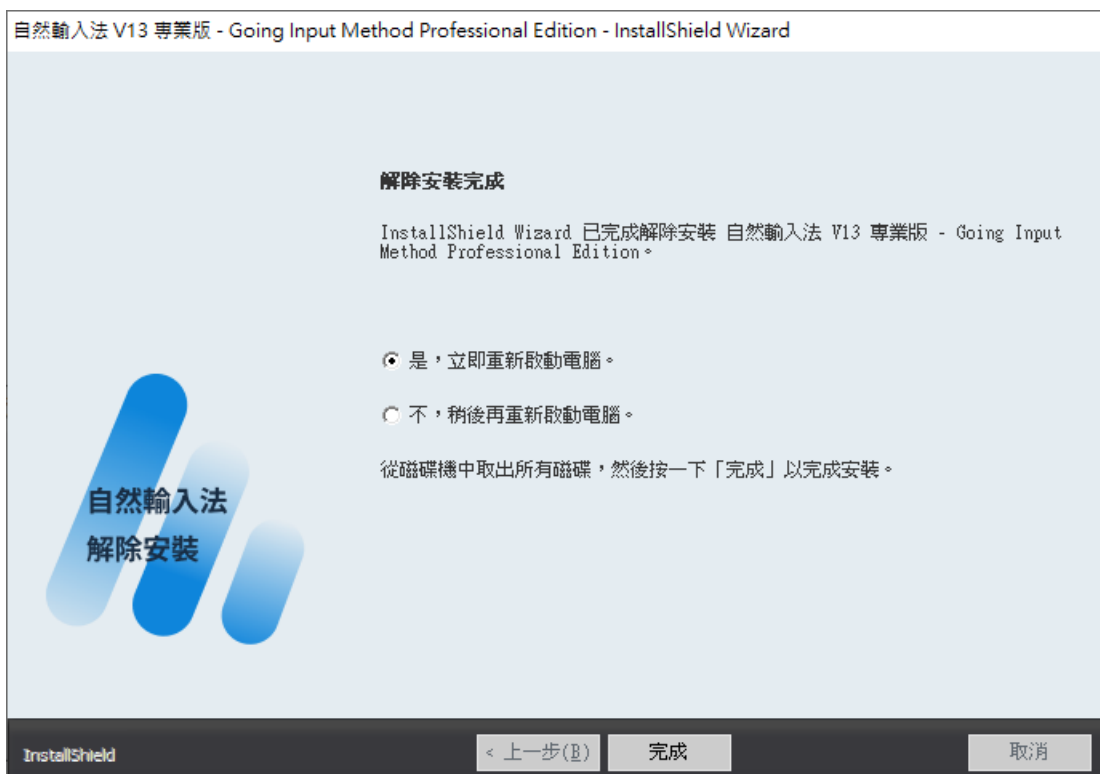 自然輸入法 V13 專業版 - Going Input Method Professional Edition - InstallShield Wizard
解除安裝完成
InstallShield Wizard 已完成解除安裝 自然輸入法 V13 專業版 - Going Input
Method Professional Edition。
是，立即重新啟動電腦。
不，稍後再重新啟動電腦。
從磁碟機中取出所有磁碟，然後按一下「完成」以完成安裝。
自然輸入法
解除安裝
InstallShield
< 上一步(B)
完成
取消